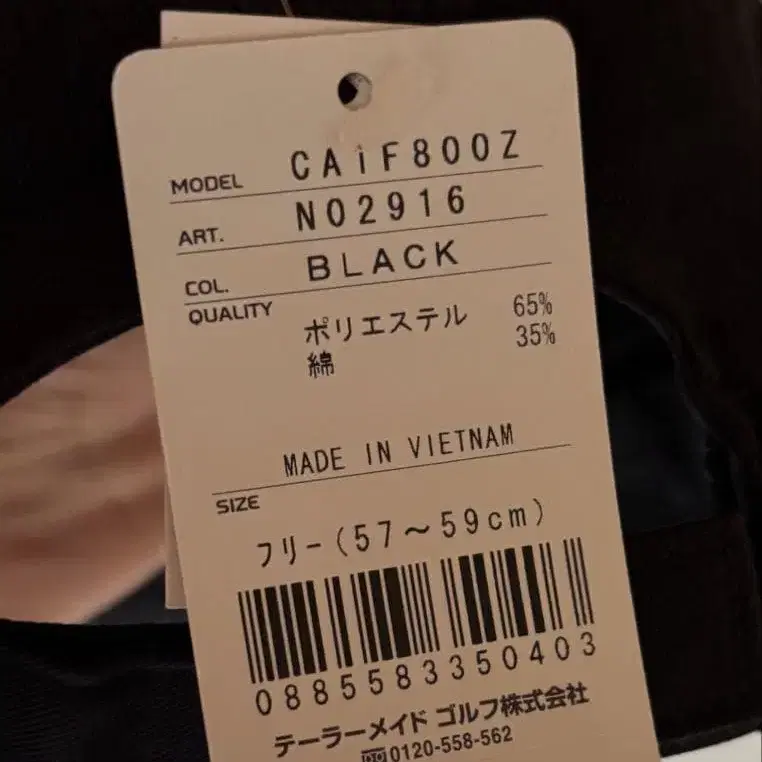 MODEL CAiF800Z
ART. N02916
COL. BLACK
QUALITY
ポリエステル 65%
綿 35%
MADE IN VIETNAM
SIZE
フリー(57～59cm)
0885583350403
テーラーメイド ゴルフ株式会社
0120-558-562